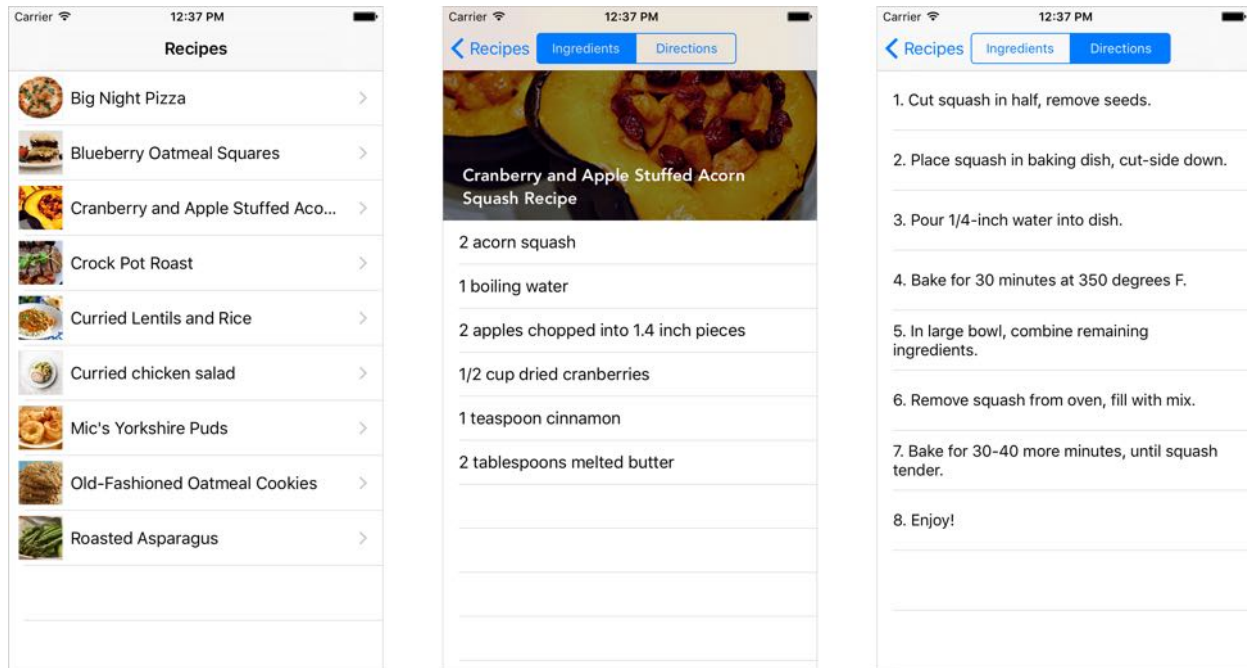 Carrier 12:37 PM
Recipes
Big Night Pizza
Blueberry Oatmeal Squares
Cranberry and Apple Stuffed Aco...
Crock Pot Roast
Curried Lentils and Rice
Curried chicken salad
Mic's Yorkshire Puds
Old-Fashioned Oatmeal Cookies
Roasted Asparagus
Carrier 12:37 PM
Recipes Ingredients Directions
Cranberry and Apple Stuffed Acorn
Squash Recipe
2 acorn squash
1 boiling water
2 apples chopped into 1.4 inch pieces
1/2 cup dried cranberries
1 teaspoon cinnamon
2 tablespoons melted butter
Carrier 12:37 PM
Recipes Ingredients Directions
1. Cut squash in half, remove seeds.
2. Place squash in baking dish, cut-side down.
3. Pour 1/4-inch water into dish.
4. Bake for 30 minutes at 350 degrees F.
5. In large bowl, combine remaining
ingredients.
6. Remove squash from oven, fill with mix.
7. Bake for 30-40 more minutes, until squash
tender.
8. Enjoy!